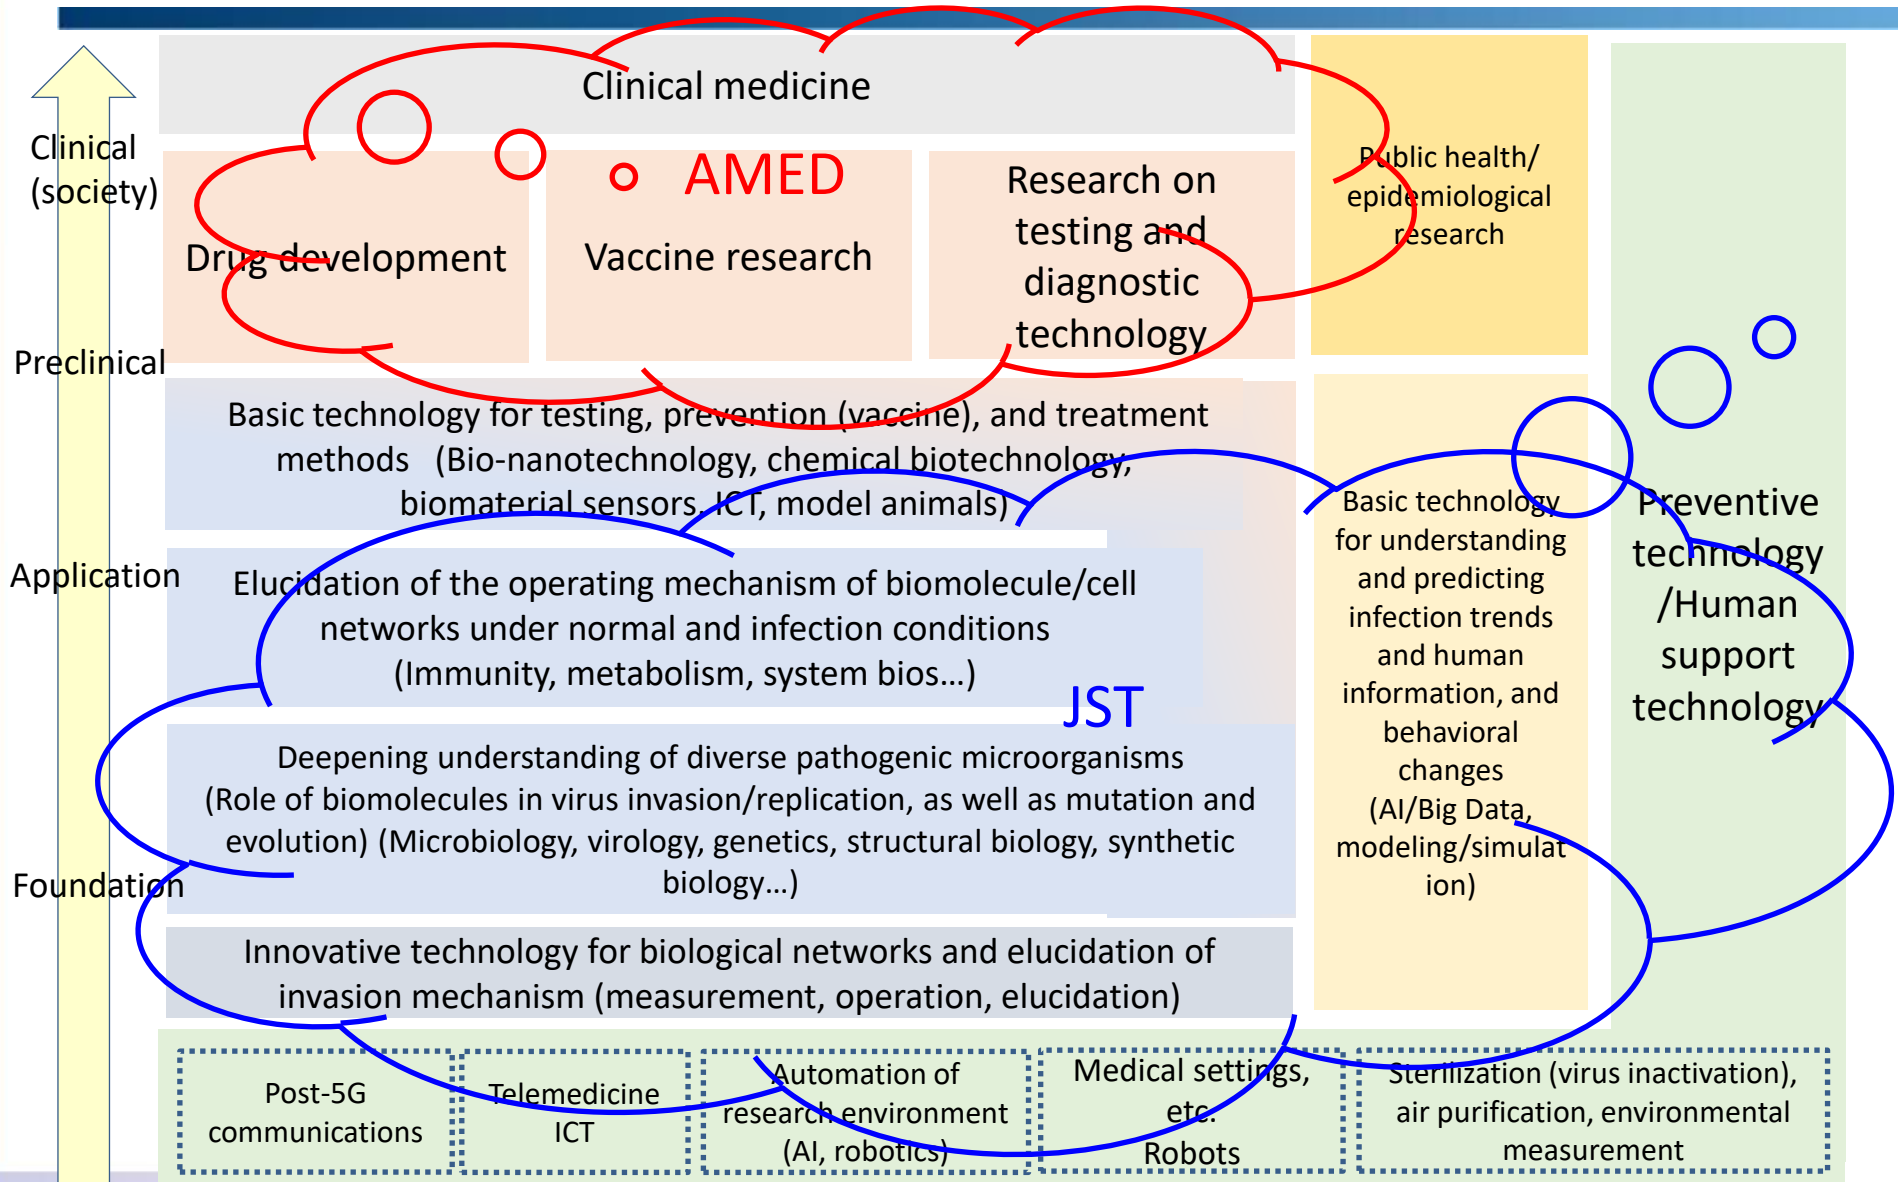 Clinical medicine
Clinical
(society)
AMED
Drug development
Vaccine research
Research on
testing and
diagnostic
technology
Public health/
epidemiological
research
Preclinical
Basic technology for testing, prevention (vaccine), and treatment
methods (Bio-nanotechnology, chemical biotechnology,
biomaterial sensors, ICT, model animals)
Application
Elucidation of the operating mechanism of biomolecule/cell
networks under normal and infection conditions
(Immunity, metabolism, system bios...)
JST
Basic technology
for understanding
and predicting
infection trends
and human
information, and
behavioral
changes
(AI/Big Data,
modeling/simulat
ion)
Preventive
technology
/Human
support
technology
Deepening understanding of diverse pathogenic microorganisms
(Role of biomolecules in virus invasion/replication, as well as mutation and
evolution) (Microbiology, virology, genetics, structural biology, synthetic
biology...)
Foundation
Innovative technology for biological networks and elucidation of
invasion mechanism (measurement, operation, elucidation)
Post-5G
communications
Telemedicine
ICT
Automation of
research environment
(AI, robotics)
Medical settings,
etc.
Robots
Sterilization (virus inactivation),
air purification, environmental
measurement